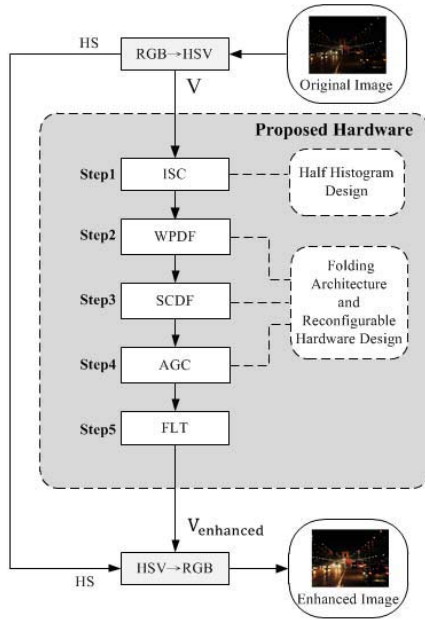 HS
RGB→HSV
Original Image
V
Proposed Hardware
Step1
ISC
Half Histogram
Design
Step2
WPDF
Folding
Architecture
and
Reconfigurable
Hardware Design
Step3
SCDF
Step4
AGC
Step5
FLT
Venhanced
HS
HSV→RGB
Enhanced Image